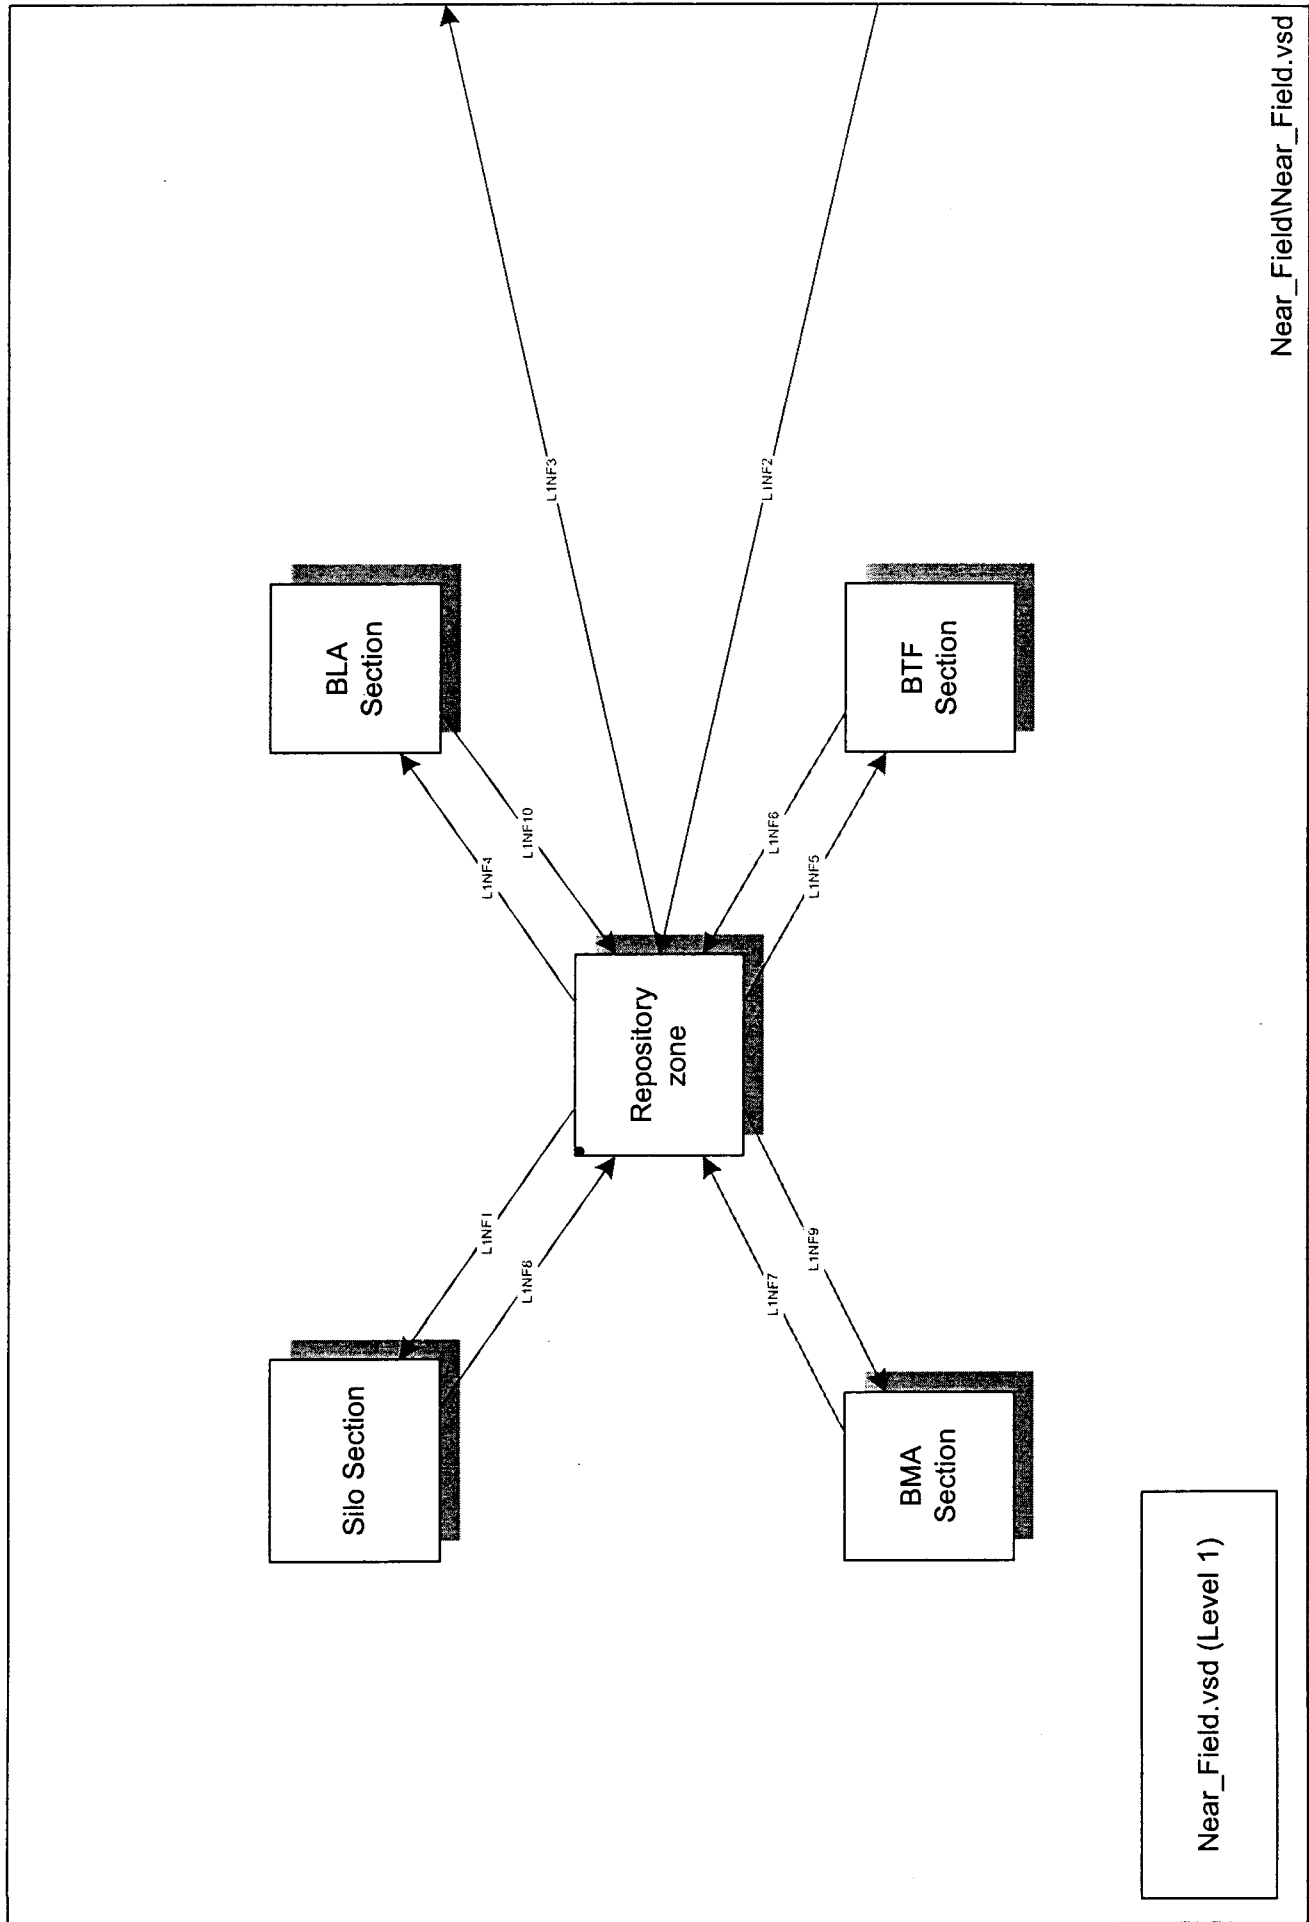 Silo Section
BLA
Section
L1NF1
L1NF4
L1NF8
L1NF10
L1NF3
Repository
zone
L1NF7
L1NF6
L1NF2
L1NF9
L1NF5
BMA
Section
BTF
Section
Near_Field.vsd (Level 1)
Near_Field\Near_Field.vsd